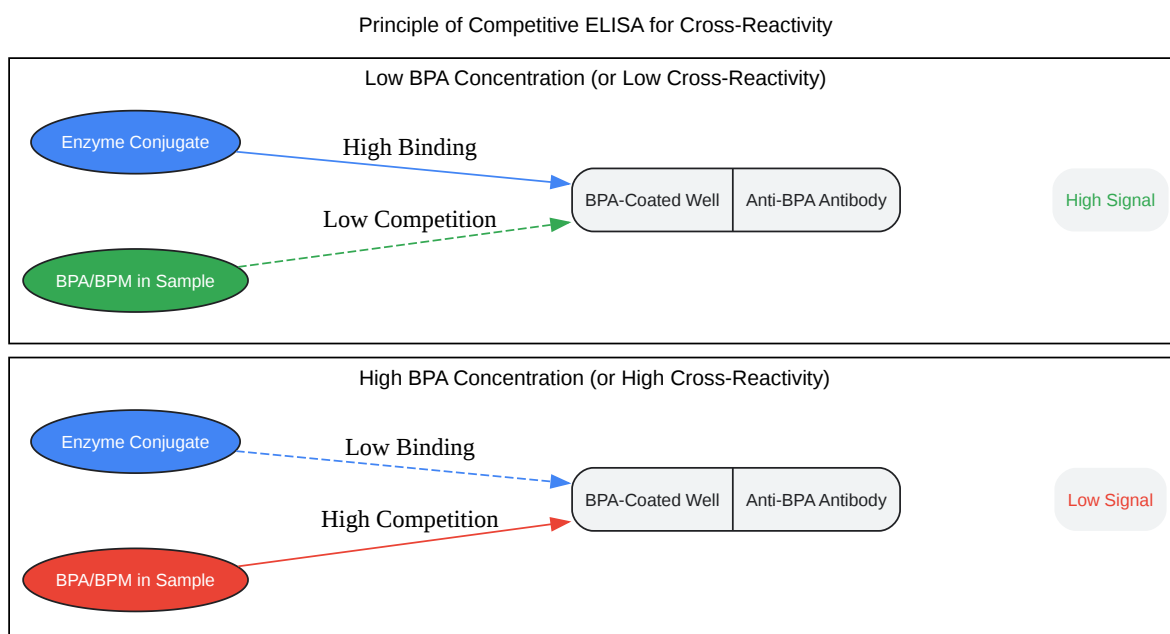 Principle of Competitive ELISA for Cross-Reactivity
Low BPA Concentration (or Low Cross-Reactivity)
Enzyme Conjugate
High Binding
BPA-Coated Well
Anti-BPA Antibody
High Signal
Low Competition
BPA/BPM in Sample
High BPA Concentration (or High Cross-Reactivity)
Enzyme Conjugate
Low Binding
BPA-Coated Well
Anti-BPA Antibody
Low Signal
High Competition
BPA/BPM in Sample